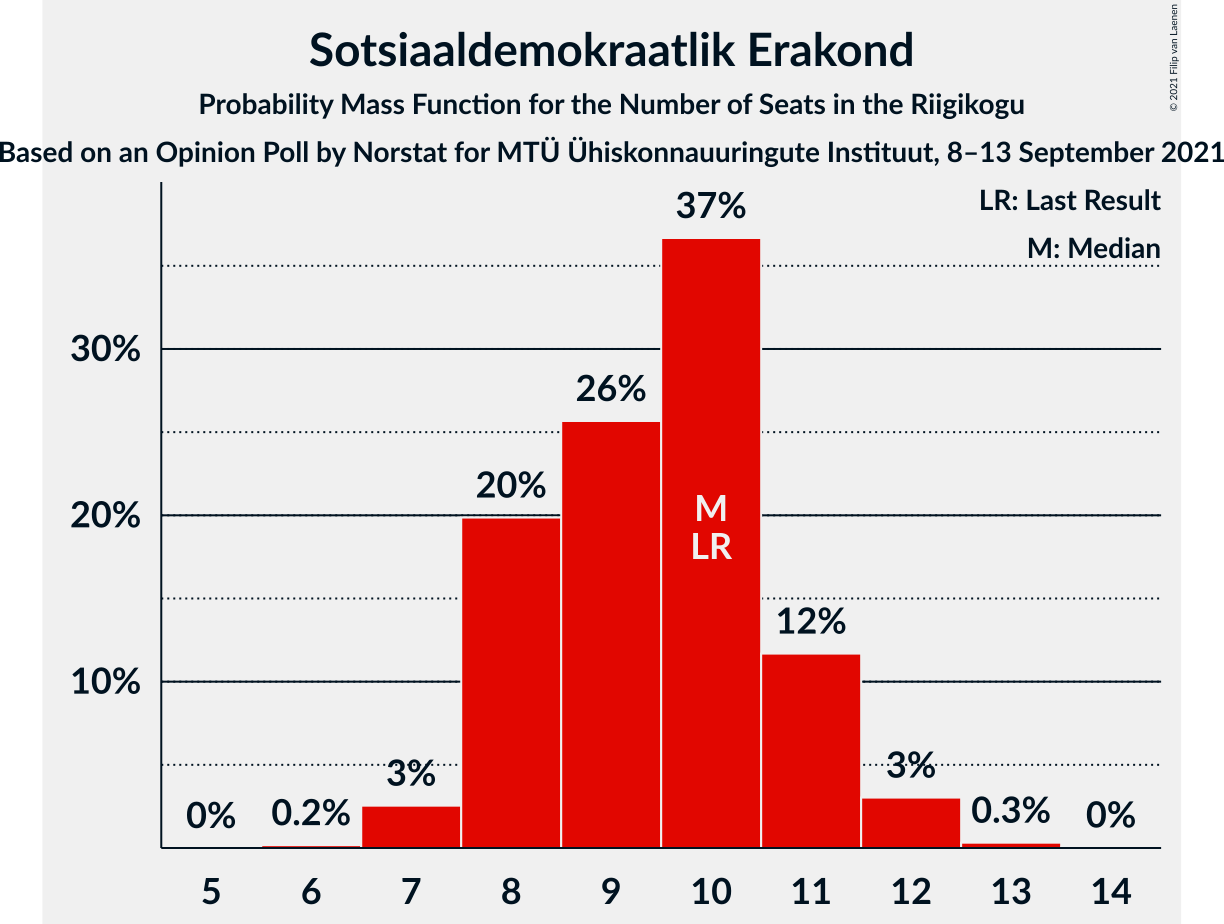 Sotsiaaldemokraatlik Erakond
Probability Mass Function for the Number of Seats in the Riigikogu
Based on an Opinion Poll by Norstat for MTÜ Ühiskonnauuringute Instituut, 8–13 September 2021
© 2021 Filip van Laenen
LR: Last Result
M: Median
37%
30%
26%
20%
20%
M
LR
12%
10%
3%
3%
0%
0.2%
0.3%
0%
5 6 7 8 9 10 11 12 13 14